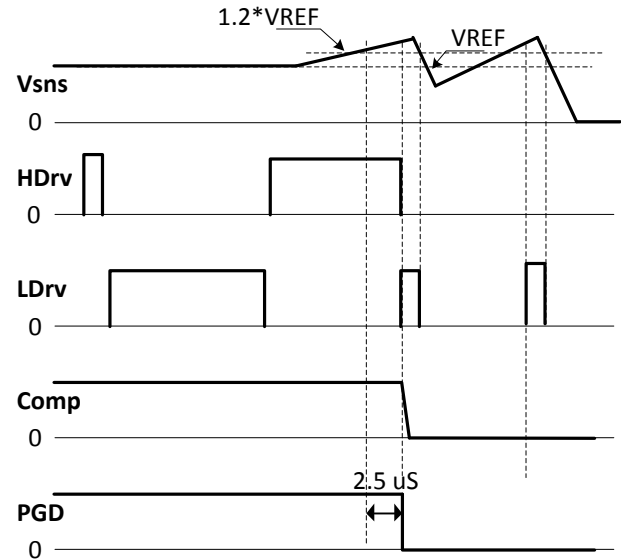 1.2*VREF
VREF
Vsns
0
HDrv
0
LDrv
0
Comp
0
2.5 uS
PGD
0